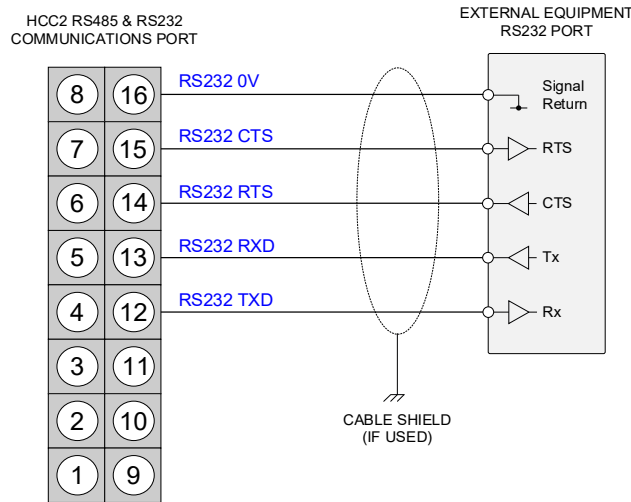 HCC2 RS485 & RS232
COMMUNICATIONS PORT
EXTERNAL EQUIPMENT
RS232 PORT
8 16 RS232 0V Signal
Return
7 15 RS232 CTS RTS
6 14 RS232 RTS CTS
5 13 RS232 RXD Tx
4 12 RS232 TXD Rx
3 11
2 10
1 9
CABLE SHIELD
(IF USED)